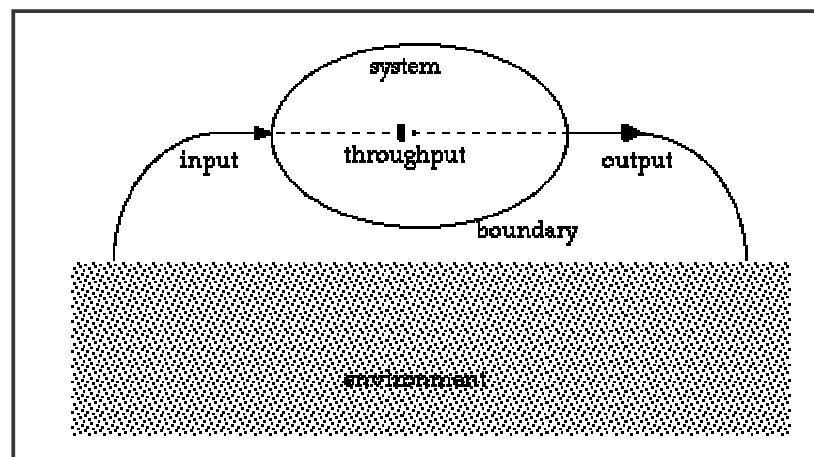 system
input
throughput
output
boundary
environment